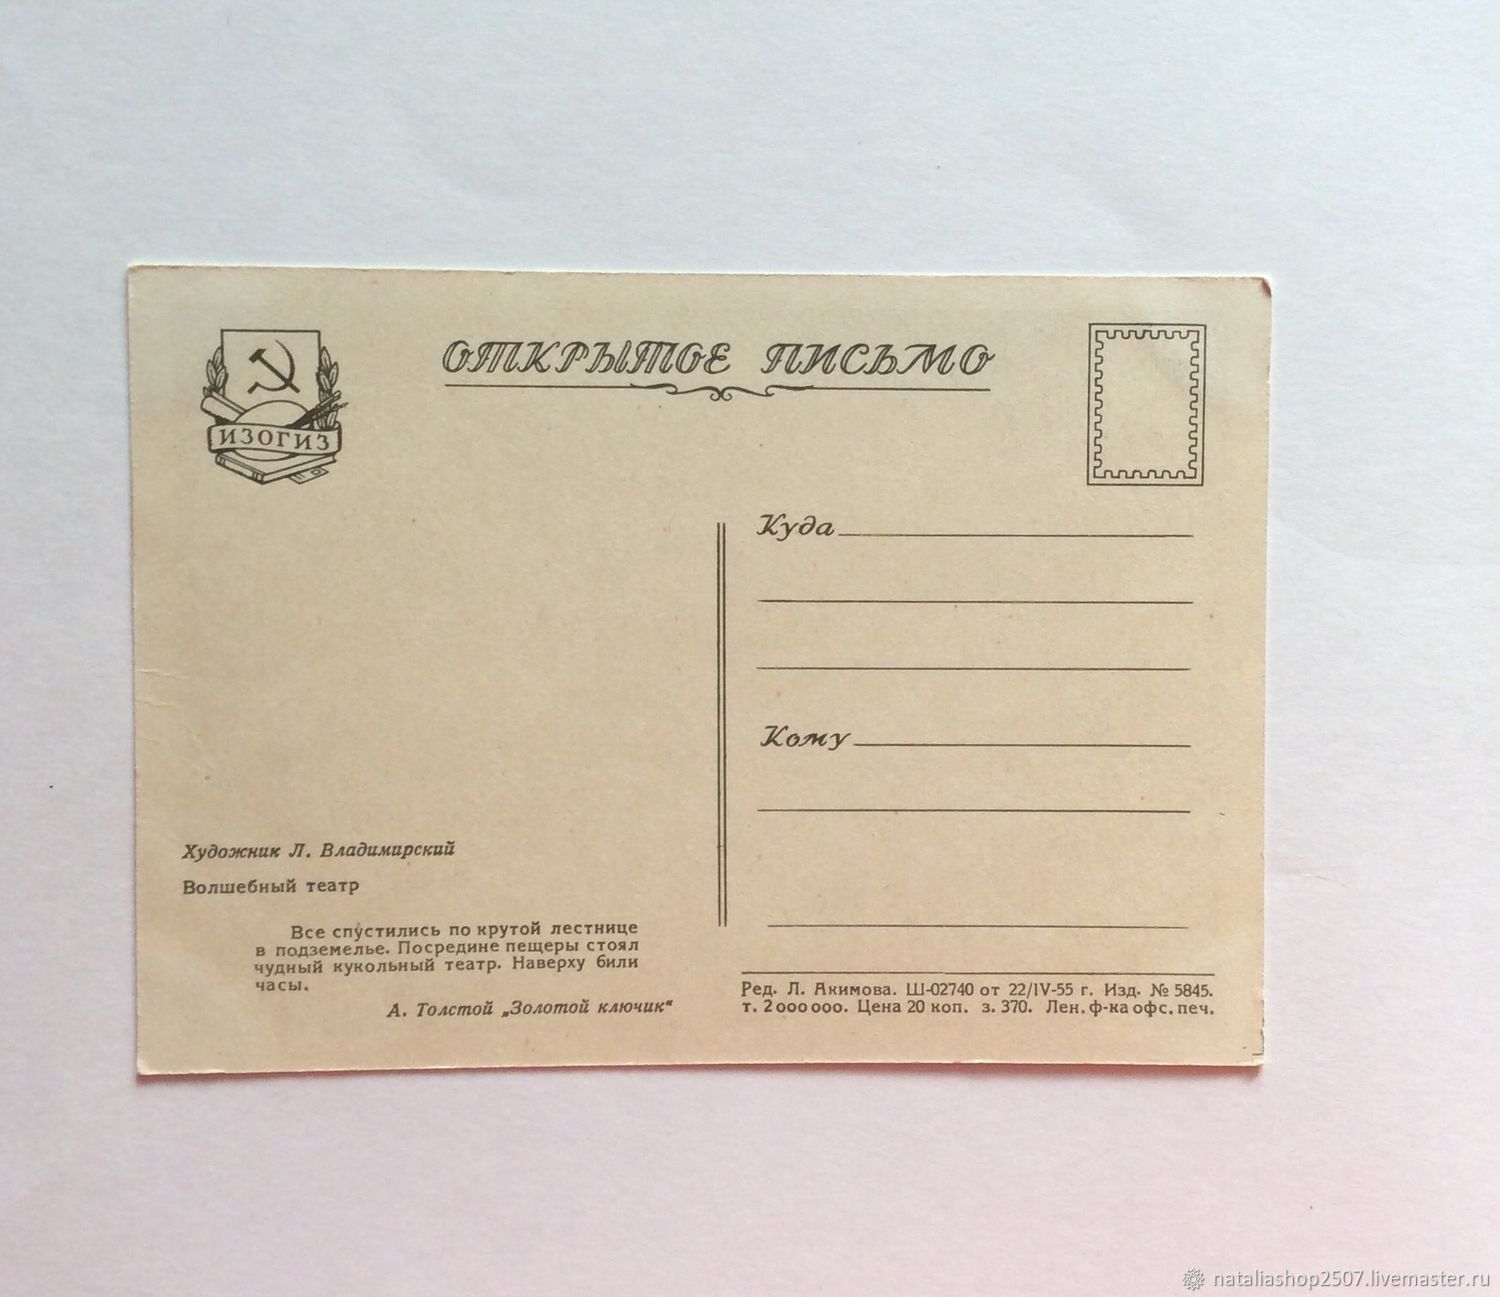 ОТКРЫТОЕ ПИСЬМО
ИЗОГИЗ
Куда
Кому
Художник Л. Владимирский
Волшебный театр
Все спустились по крутой лестнице
в подземелье. Посредине пещеры стоял
чудный кукольный театр. Наверху били
часы.
А. Толстой „Золотой ключик“
Ред. Л. Акимова. Ш-02740 от 22/IV-55 г. Изд. № 5845.
т. 2 000 000. Цена 20 коп. з. 370. Лен. ф-ка офс. печ.
nataliashop2507.livemaster.ru